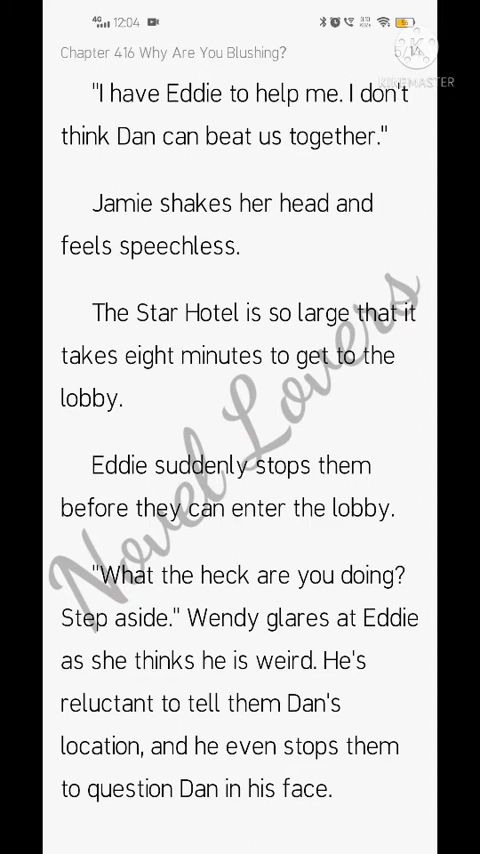 4G 12:04
Chapter 416 Why Are You Blushing? 5/14
KINEMASTER
"I have Eddie to help me. I don't
think Dan can beat us together."
Jamie shakes her head and
feels speechless.
The Star Hotel is so large that it
takes eight minutes to get to the
lobby.
Eddie suddenly stops them
before they can enter the lobby.
"What the heck are you doing?
Step aside." Wendy glares at Eddie
as she thinks he is weird. He's
reluctant to tell them Dan's
location, and he even stops them
to question Dan in his face.
Novel Lovers